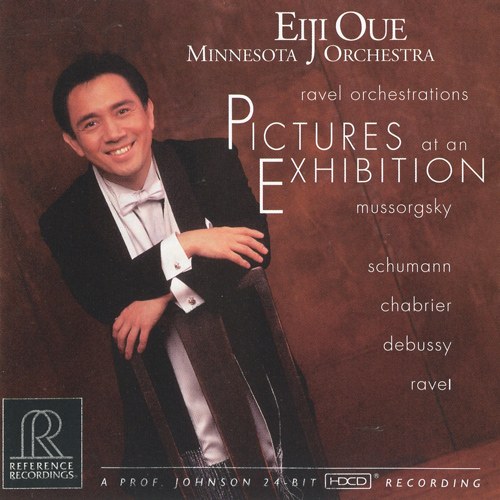 EIJI OUE
MINNESOTA ORCHESTRA
ravel orchestrations
PICTURES at an
EXHIBITION
mussorgsky
schumann
chabrier
debussy
ravel
RR
REFERENCE
RECORDINGS®
A PROF. JOHNSON 24-BIT HDCD® RECORDING